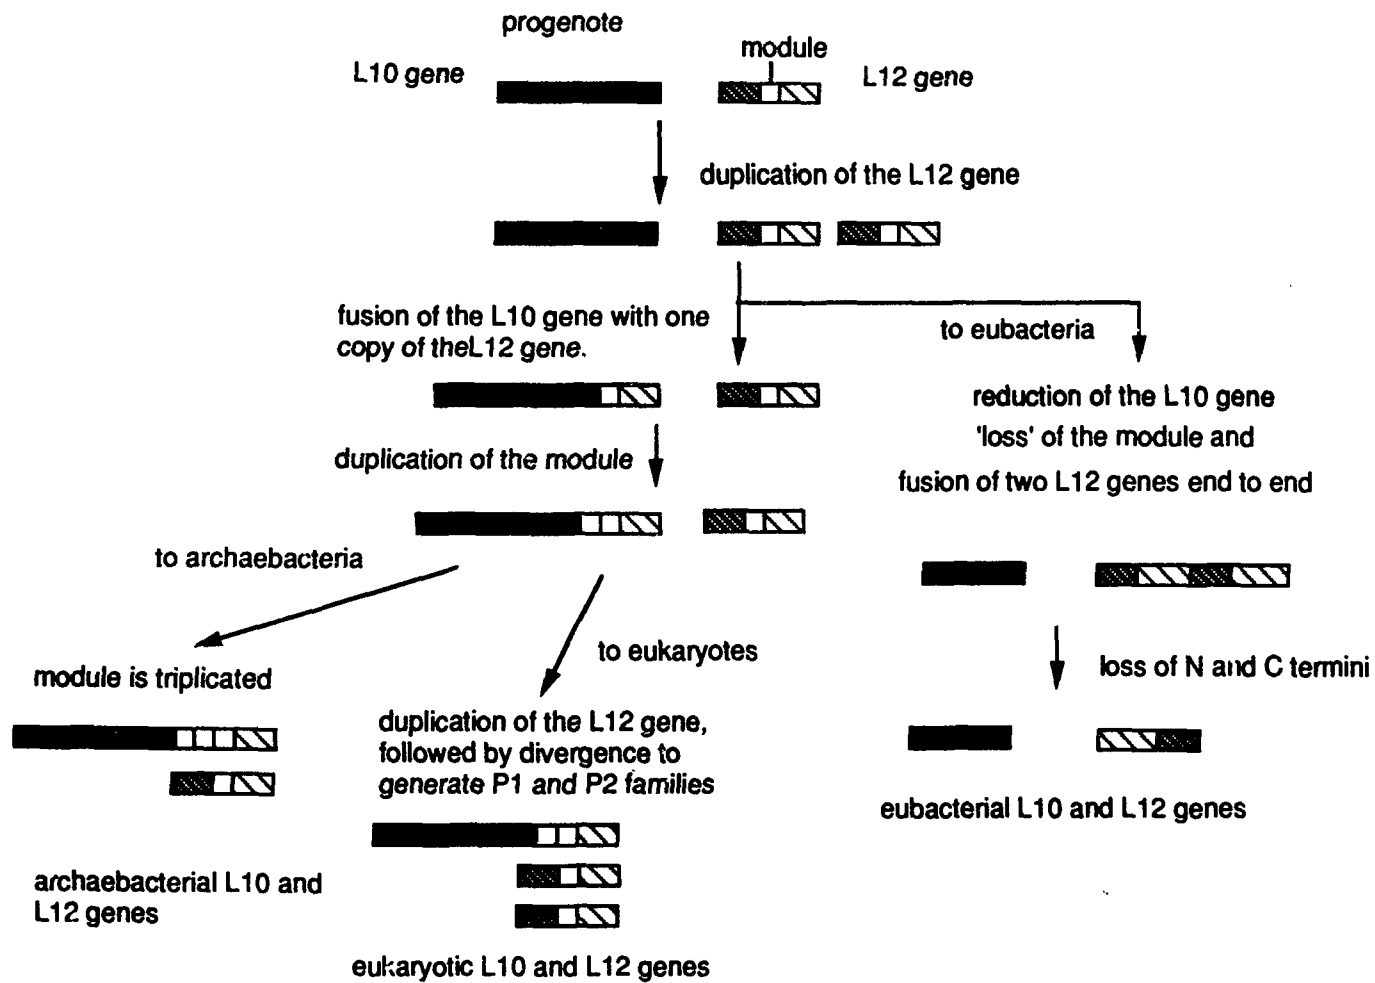 progenote
module
L10 gene
L12 gene
duplication of the L12 gene
fusion of the L10 gene with one
copy of theL12 gene.
to eubacteria
reduction of the L10 gene
'loss' of the module and
fusion of two L12 genes end to end
duplication of the module
to archaebacteria
to eukaryotes
loss of N and C termini
module is triplicated
duplication of the L12 gene,
followed by divergence to
generate P1 and P2 families
eubacterial L10 and L12 genes
archaebacterial L10 and
L12 genes
eukaryotic L10 and L12 genes